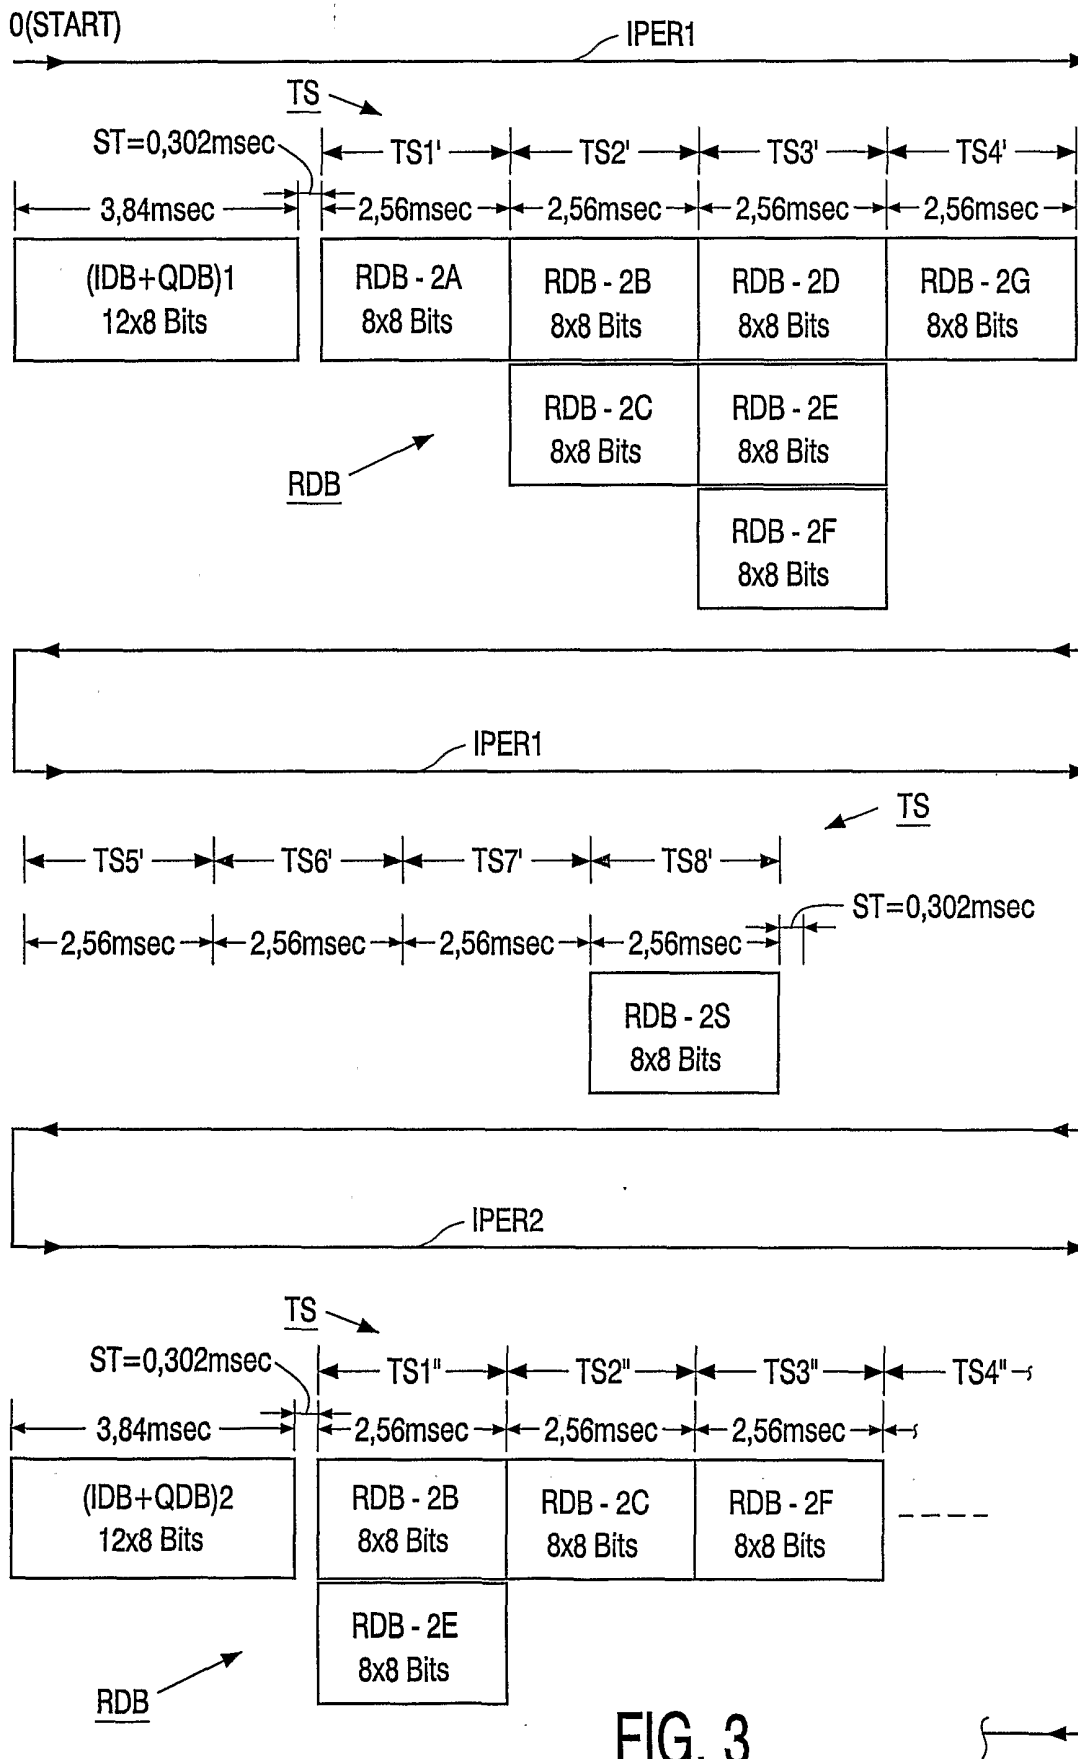 0(START)
IPER1
TS
ST=0,302msec
TS1' TS2' TS3' TS4'
3,84msec 2,56msec 2,56msec 2,56msec 2,56msec
(IDB+QDB)1
12x8 Bits
RDB - 2A
8x8 Bits
RDB - 2B
8x8 Bits
RDB - 2D
8x8 Bits
RDB - 2G
8x8 Bits
RDB - 2C
8x8 Bits
RDB - 2E
8x8 Bits
RDB
RDB - 2F
8x8 Bits
IPER1
TS
TS5' TS6' TS7' TS8'
ST=0,302msec
2,56msec 2,56msec 2,56msec 2,56msec
RDB - 2S
8x8 Bits
IPER2
TS
ST=0,302msec
TS1" TS2" TS3" TS4"
3,84msec 2,56msec 2,56msec 2,56msec
(IDB+QDB)2
12x8 Bits
RDB - 2B
8x8 Bits
RDB - 2C
8x8 Bits
RDB - 2F
8x8 Bits
RDB - 2E
8x8 Bits
RDB
FIG. 3